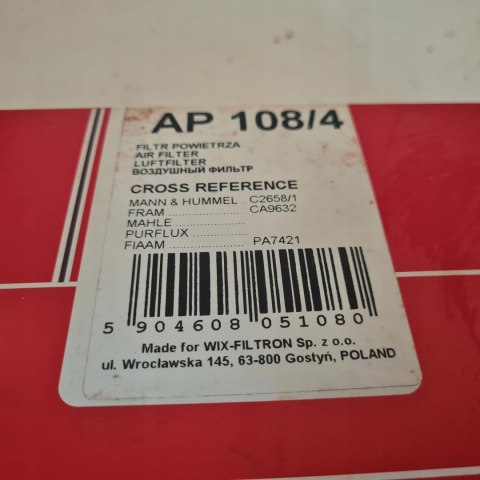 AP 108/4
FILTR POWIETRZA
AIR FILTER
LUFTFILTER
ВОЗДУШНЫЙ ФИЛЬТР
CROSS REFERENCE
MANN & HUMMEL . C2658/1
FRAM ........................ CA9632
MAHLE .....................
PURFLUX .................
FIAAM ........................ PA7421
5 904608 051080
Made for WIX-FILTRON Sp. z o.o.
ul. Wrocławska 145, 63-800 Gostyń, POLAND